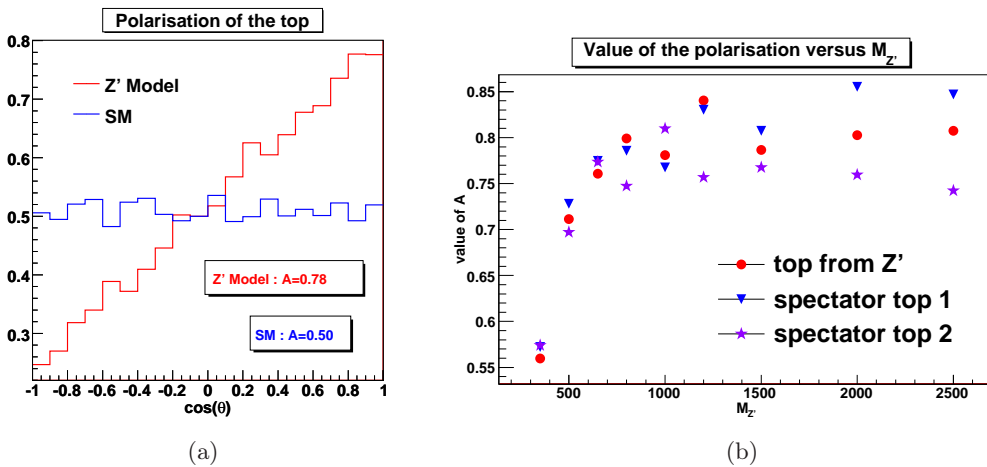 Polarisation of the top
0.8
0.7
0.6
0.5
0.4
0.3
Z' Model
SM
Z' Model : A=0.78
SM : A=0.50
-1 -0.8 -0.6 -0.4 -0.2 0 0.2 0.4 0.6 0.8 1
cos(θ)
(a)
Value of the polarisation versus M_Z'
value of A
0.85
0.8
0.75
0.7
0.65
0.6
0.55
top from Z'
spectator top 1
spectator top 2
500 1000 1500 2000 2500
M_Z'
(b)